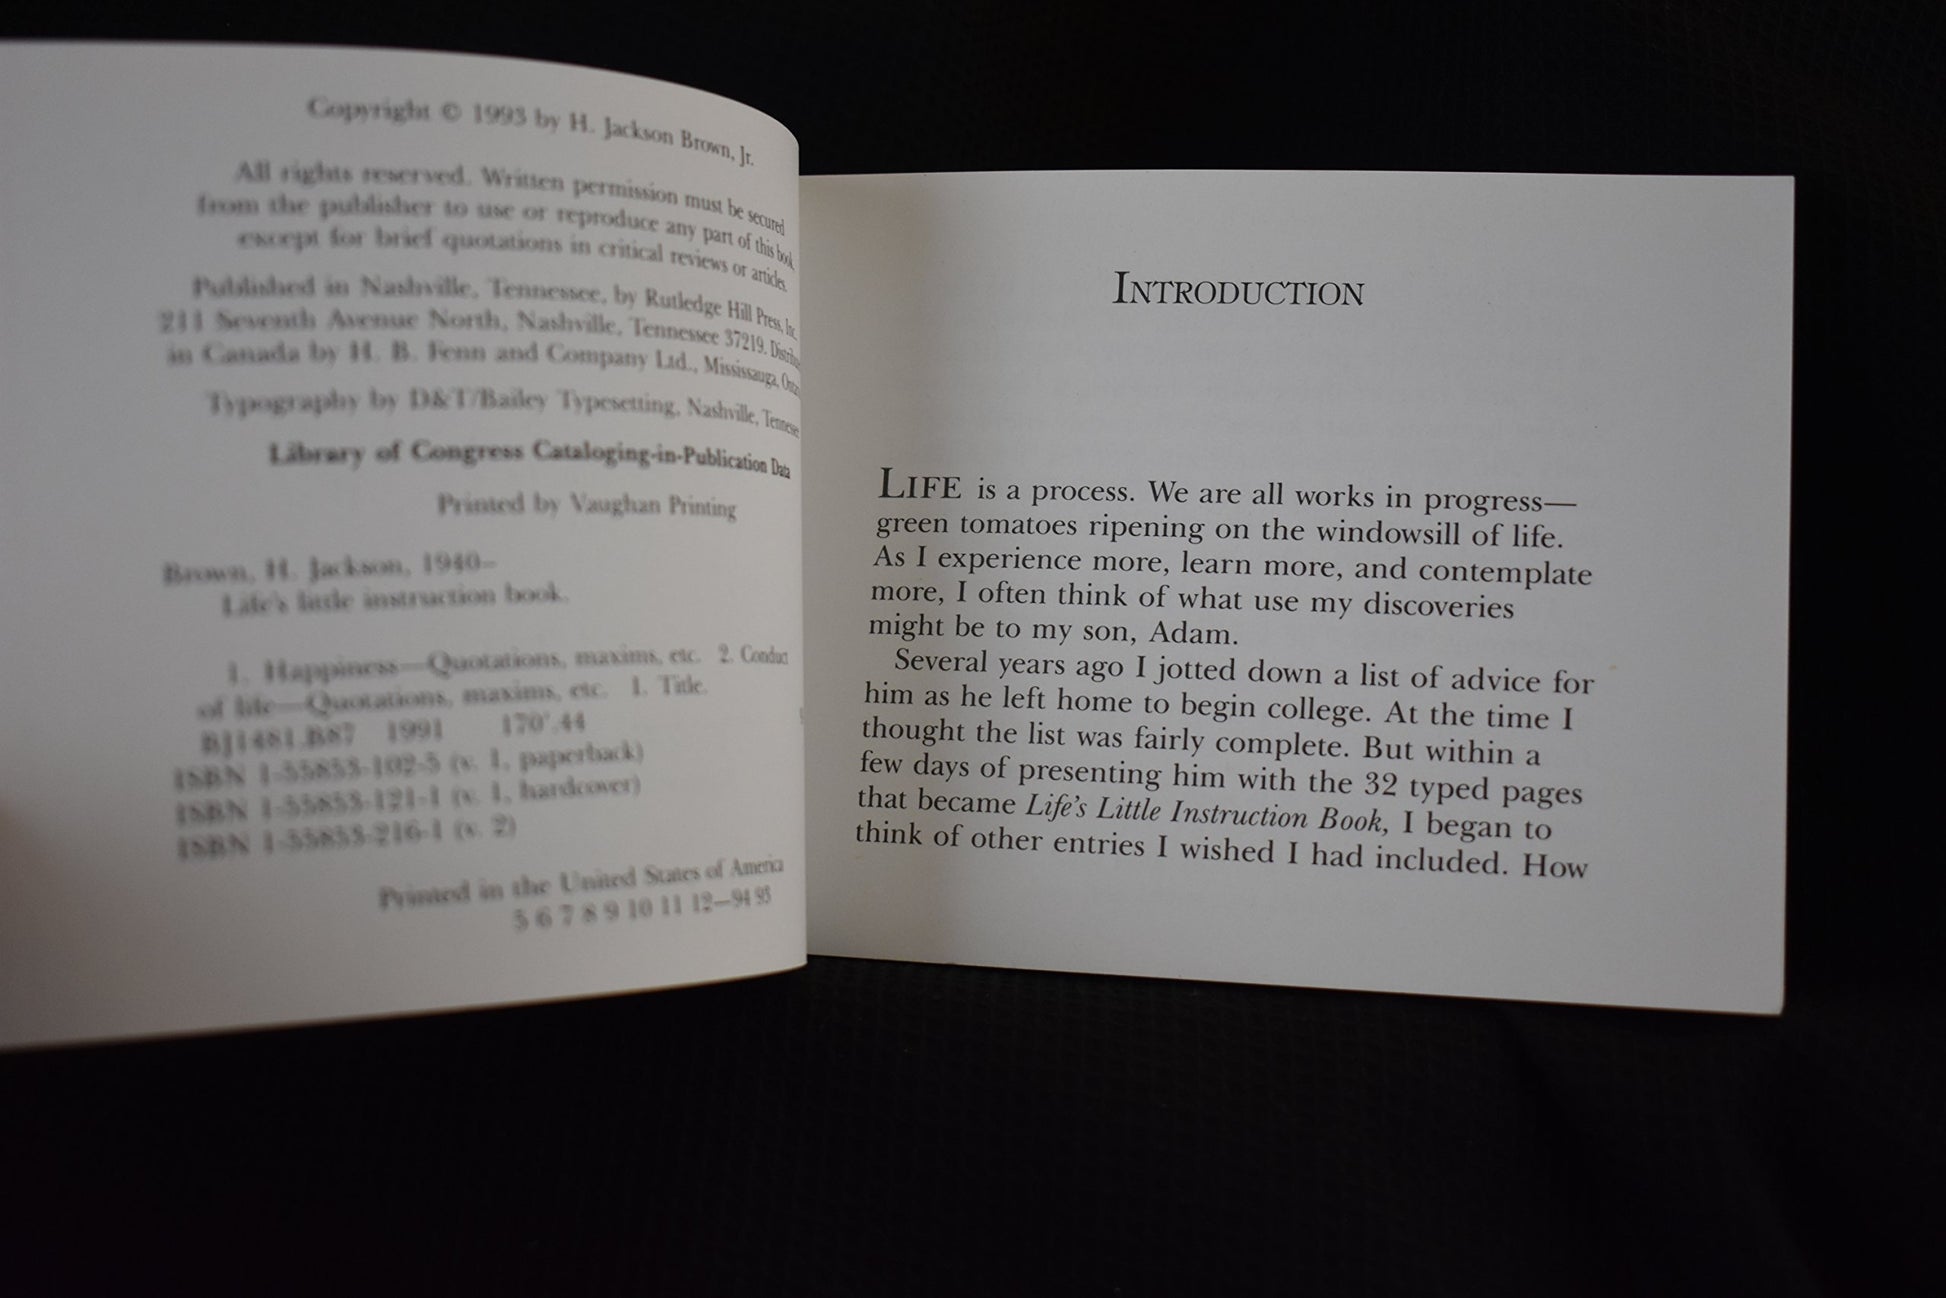 Copyright © 1993 by H. Jackson Brown, Jr.
All rights reserved. Written permission must be secured
from the publisher to use or reproduce any part of this book,
except for brief quotations in critical reviews or articles.
Published in Nashville, Tennessee, by Rutledge Hill Press, Inc.
211 Seventh Avenue North, Nashville, Tennessee 37219.
in Canada by H. B. Fenn and Company Ltd., Mississauga,
Typography by D&T/Bailey Typesetting, Nashville,
Library of Congress Cataloging-in-Publication Data
Printed by Vaughan Printing
Brown, H. Jackson, 1940–
Life's little instruction book.
1. Happiness—Quotations, maxims, etc. 2. Conduct
of life—Quotations, maxims, etc. I. Title.
BJ1481.B87 1991 170'.44
ISBN 1-55853-102-5 (v. 1, paperback)
ISBN 1-55853-121-1 (v. 1, hardcover)
ISBN 1-55853-216-1 (v. 2)
Printed in the United States of America
5 6 7 8 9 10 11 12—94 93
INTRODUCTION
LIFE is a process. We are all works in progress—
green tomatoes ripening on the windowsill of life.
As I experience more, learn more, and contemplate
more, I often think of what use my discoveries
might be to my son, Adam.
Several years ago I jotted down a list of advice for
him as he left home to begin college. At the time I
thought the list was fairly complete. But within a
few days of presenting him with the 32 typed pages
that became Life's Little Instruction Book, I began to
think of other entries I wished I had included. How